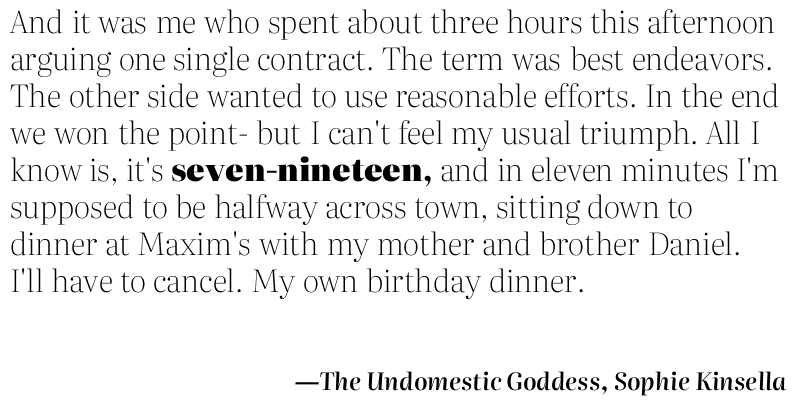 And it was me who spent about three hours this afternoon
arguing one single contract. The term was best endeavors.
The other side wanted to use reasonable efforts. In the end
we won the point- but I can't feel my usual triumph. All I
know is, it's seven-nineteen, and in eleven minutes I'm
supposed to be halfway across town, sitting down to
dinner at Maxim's with my mother and brother Daniel.
I'll have to cancel. My own birthday dinner.
—The Undomestic Goddess, Sophie Kinsella